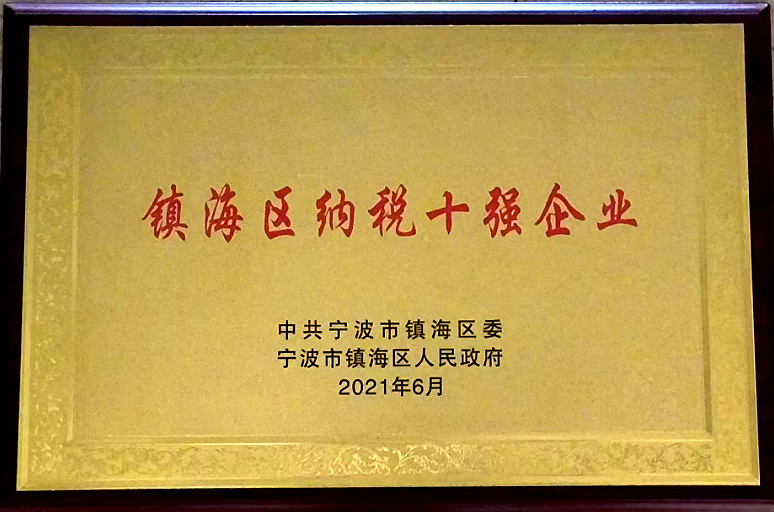 镇海区纳税十强企业
中共宁波市镇海区委
宁波市镇海区人民政府
2021年6月